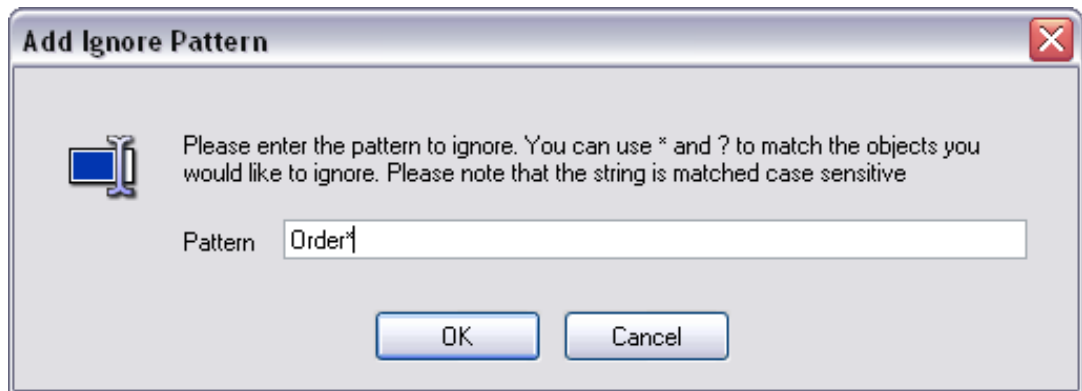 Add Ignore Pattern
Please enter the pattern to ignore. You can use * and ? to match the objects you
would like to ignore. Please note that the string is matched case sensitive
Pattern Order*
OK Cancel